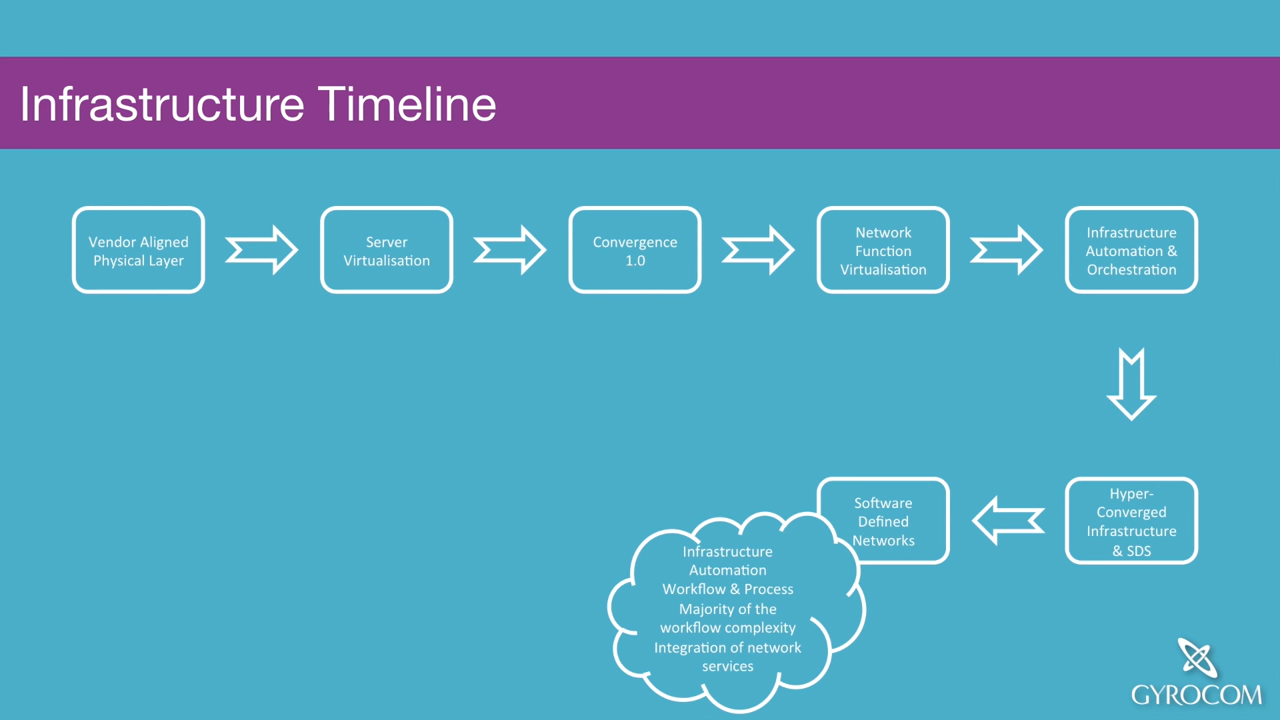 Infrastructure Timeline
Vendor Aligned
Physical Layer
Server
Virtualisation
Convergence
1.0
Network
Function
Virtualisation
Infrastructure
Automation &
Orchestration
Hyper-
Converged
Infrastructure
& SDS
Software
Defined
Networks
Infrastructure
Automation
Workflow & Process
Majority of the
workflow complexity
Integration of network
services
GYROCOM